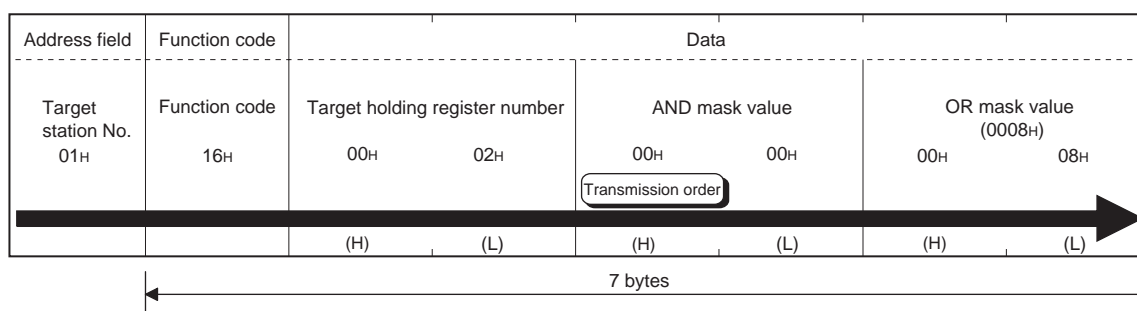 Address field Function code Data
Target station No. Function code Target holding register number AND mask value OR mask value (0008H)
01H 16H 00H 02H 00H 00H 00H 08H
Transmission order
(H) (L) (H) (L) (H) (L)
7 bytes